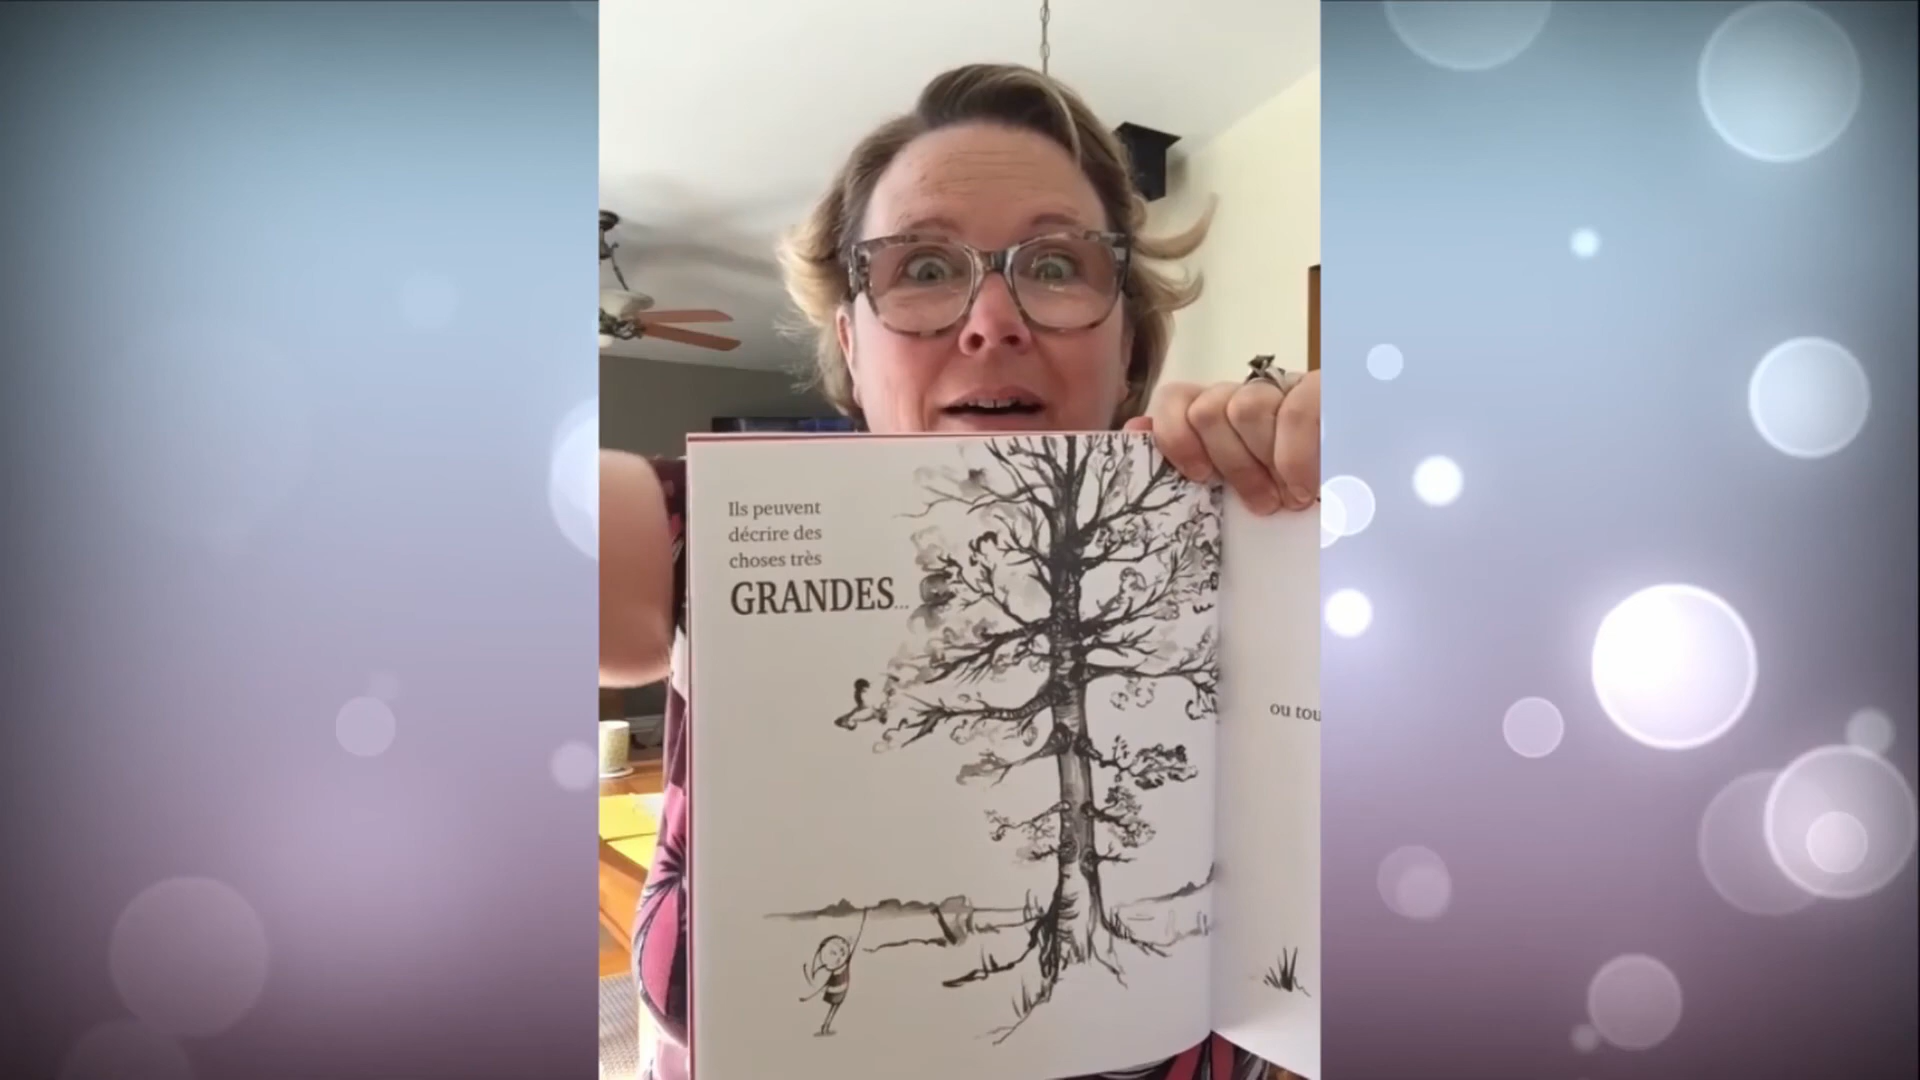 Ils peuvent
décrire des
choses très
GRANDES...
ou tou